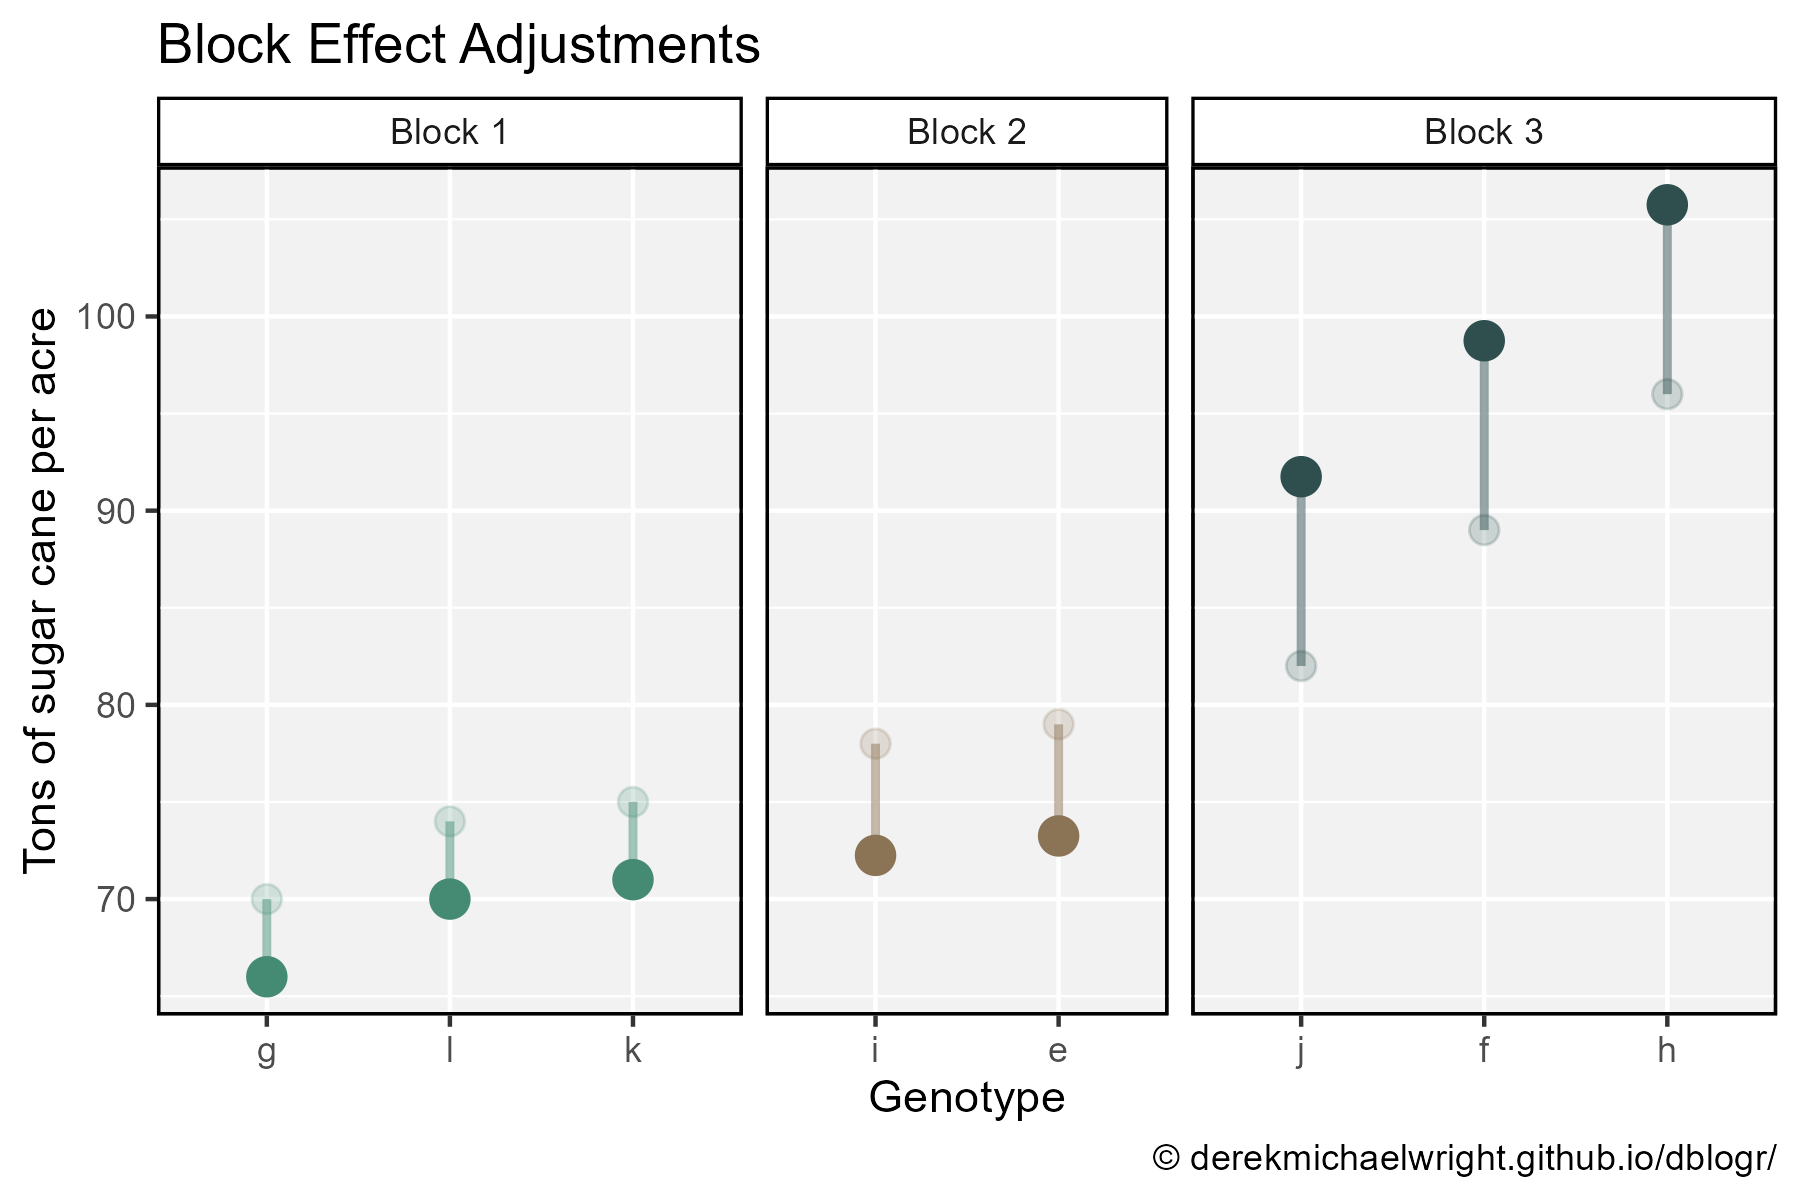 Block Effect Adjustments
Block 1
Block 2
Block 3
Tons of sugar cane per acre
100
90
80
70
g
l
k
i
e
j
f
h
Genotype
© derekmichaelwright.github.io/dblogr/